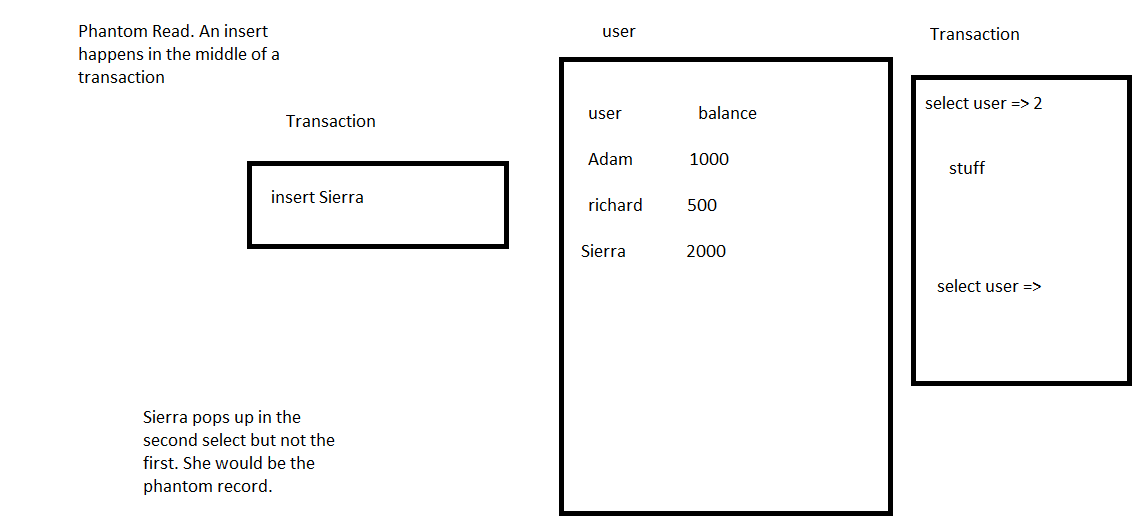 Phantom Read. An insert
happens in the middle of a
transaction
Transaction
insert Sierra
Sierra pops up in the
second select but not the
first. She would be the
phantom record.
user
user balance
Adam 1000
richard 500
Sierra 2000
Transaction
select user => 2
stuff
select user =>